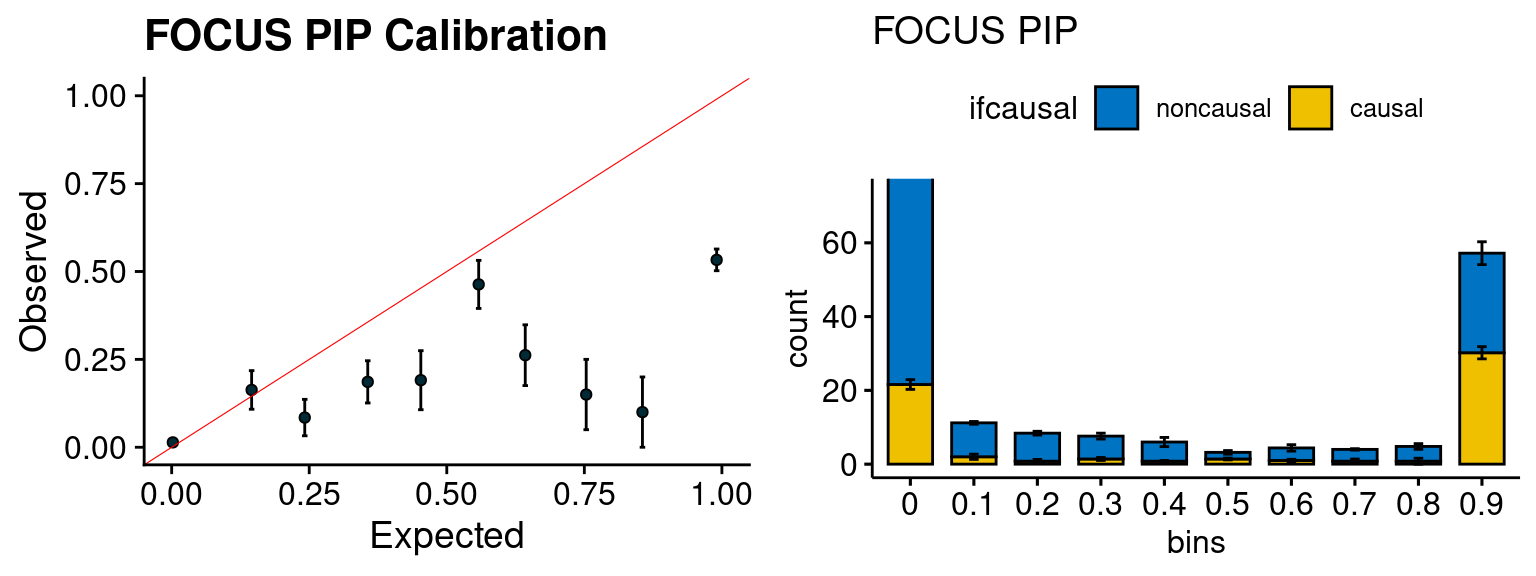 FOCUS PIP Calibration
1.00
0.75
0.50
0.25
0.00
Observed
0.00 0.25 0.50 0.75 1.00
Expected
FOCUS PIP
ifcausal noncausal causal
60
40
20
0
count
0 0.1 0.2 0.3 0.4 0.5 0.6 0.7 0.8 0.9
bins